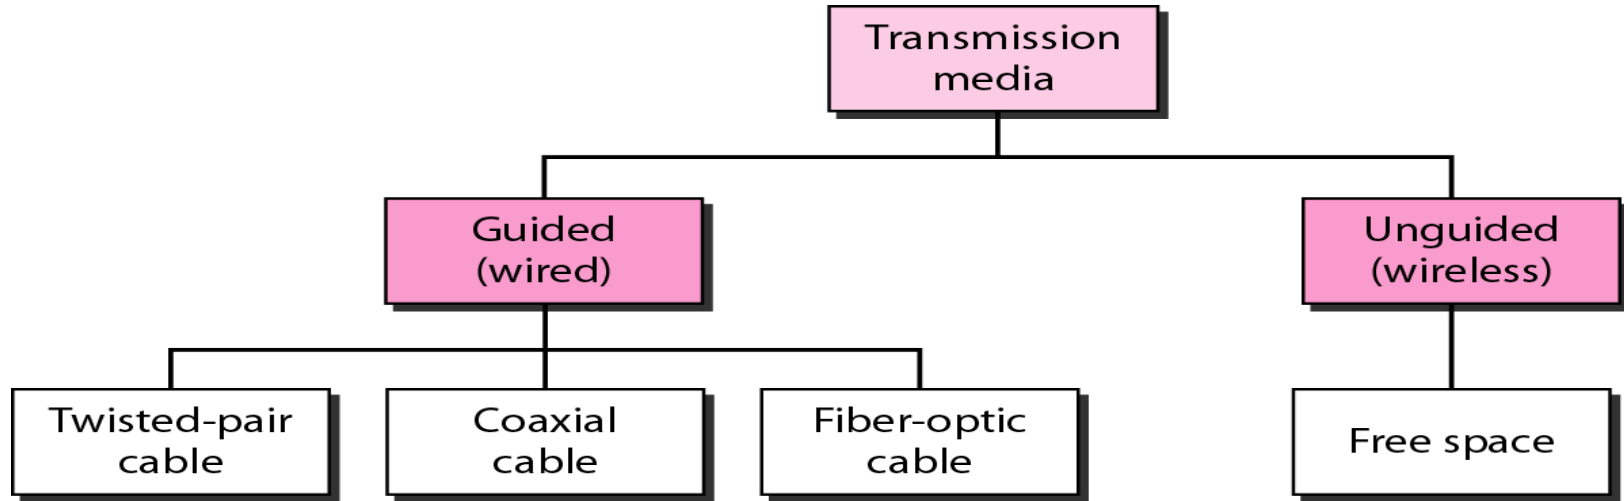 Transmission
media
Guided
(wired)
Unguided
(wireless)
Twisted-pair
cable
Coaxial
cable
Fiber-optic
cable
Free space